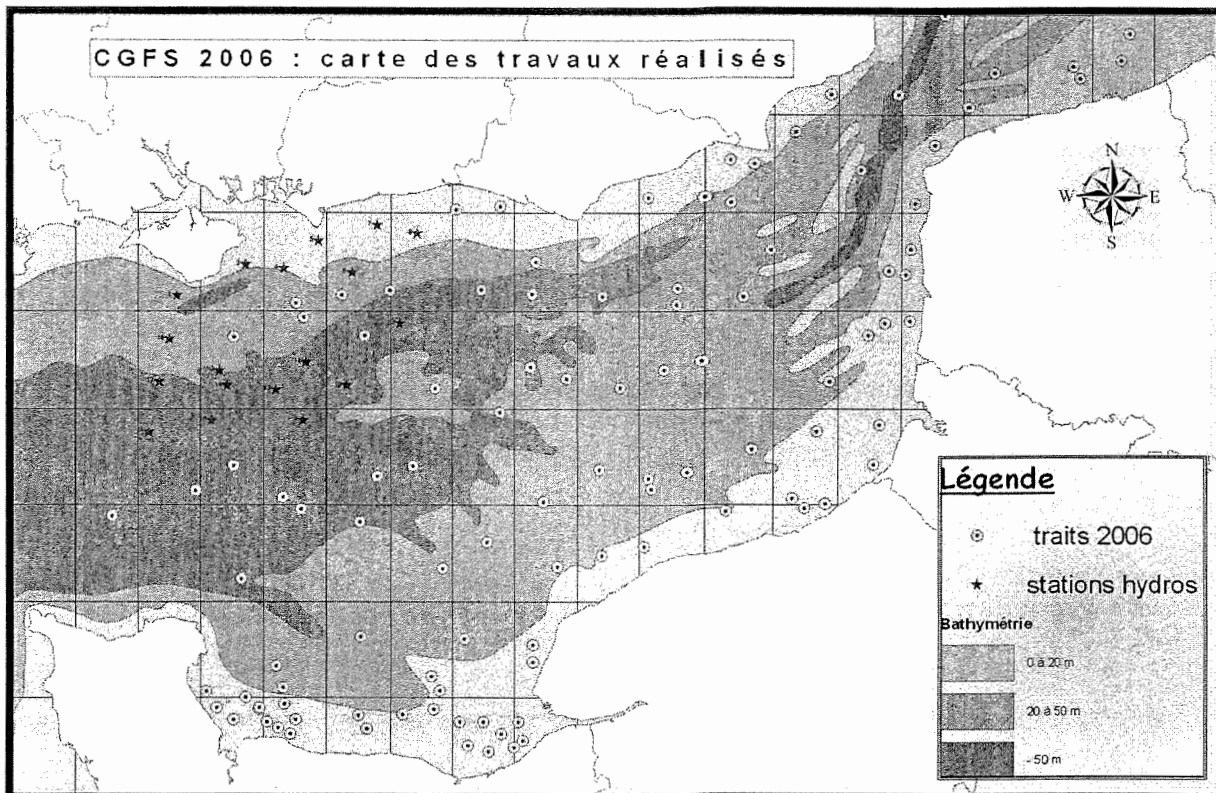 CGFS 2006 : carte des travaux réalisés
N
W E
S
Légende
traits 2006
stations hydros
Bathymétrie
0 à 20 m
20 à 50 m
- 50 m